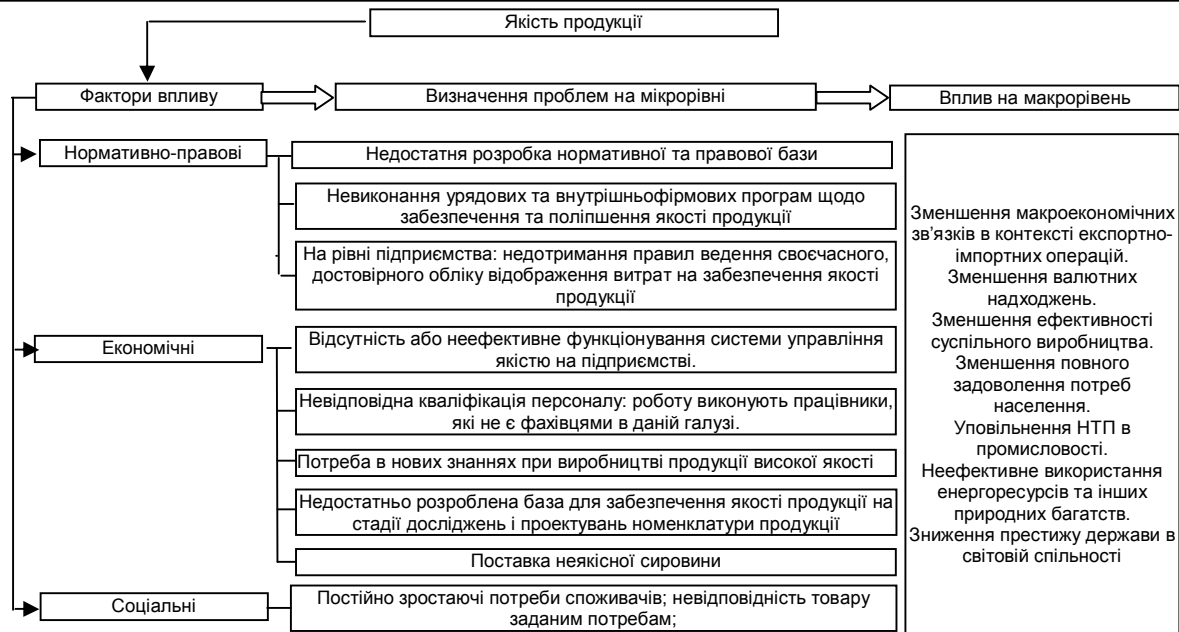 Якість продукції
Фактори впливу
Визначення проблем на мікрорівні
Вплив на макрорівень
Нормативно-правові
Недостатня розробка нормативної та правової бази
Невиконання урядових та внутрішньофірмових програм щодо
забезпечення та поліпшення якості продукції
На рівні підприємства: недотримання правил ведення своєчасного,
достовірного обліку відображення витрат на забезпечення якості
продукції
Економічні
Відсутність або неефективне функціонування системи управління
якістю на підприємстві.
Невідповідна кваліфікація персоналу: роботу виконують працівники,
які не є фахівцями в даній галузі.
Потреба в нових знаннях при виробництві продукції високої якості
Недостатньо розроблена база для забезпечення якості продукції на
стадії досліджень і проектувань номенклатури продукції
Поставка неякісної сировини
Соціальні
Постійно зростаючі потреби споживачів; невідповідність товару
заданим потребам;
Зменшення макроекономічних
зв’язків в контексті експортно-
імпортних операцій.
Зменшення валютних
надходжень.
Зменшення ефективності
суспільного виробництва.
Зменшення повного
задоволення потреб
населення.
Уповільнення НТП в
промисловості.
Неефективне використання
енергоресурсів та інших
природних багатств.
Зниження престижу держави в
світовій спільності